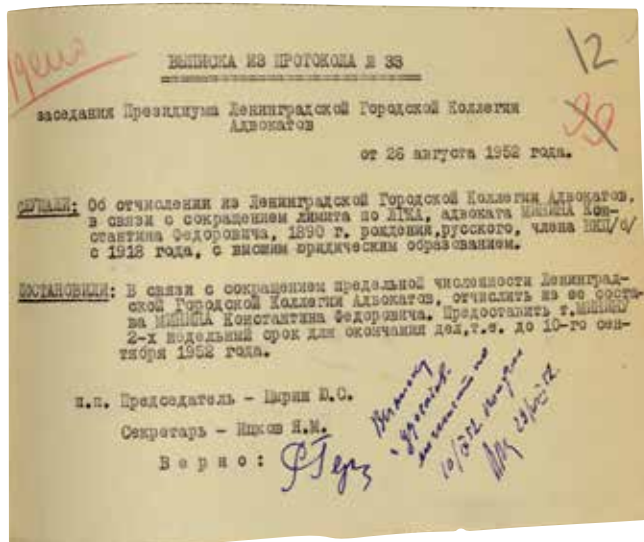 12
99
ВЫПИСКА ИЗ ПРОТОКОЛА № 33
заседания Президиума Ленинградской Городской Коллегии
Адвокатов
от 26 августа 1952 года.
СЛУШАЛИ: Об отчислении из Ленинградской Городской Коллегии Адвокатов,
в связи с сокращением лимита по ЛГКА, адвоката МИНИНА Кон-
стантина Федоровича, 1890 г. рождения, русского, члена ВКП/б/
с 1918 года, с высшим юридическим образованием.
ПОСТАНОВИЛИ: В связи с сокращением предельной численности Ленинград-
ской Городской Коллегии Адвокатов, отчислить из ее соста-
ва МИНИНА Константина Федоровича. Предоставить т.МИНИНУ
2-х недельный срок для окончания дел, т.е. до 10-го сен-
тября 1952 года.
п.п. Председатель - Цырин Ю.С.
Секретарь - Ицков Я.М.
Верно: